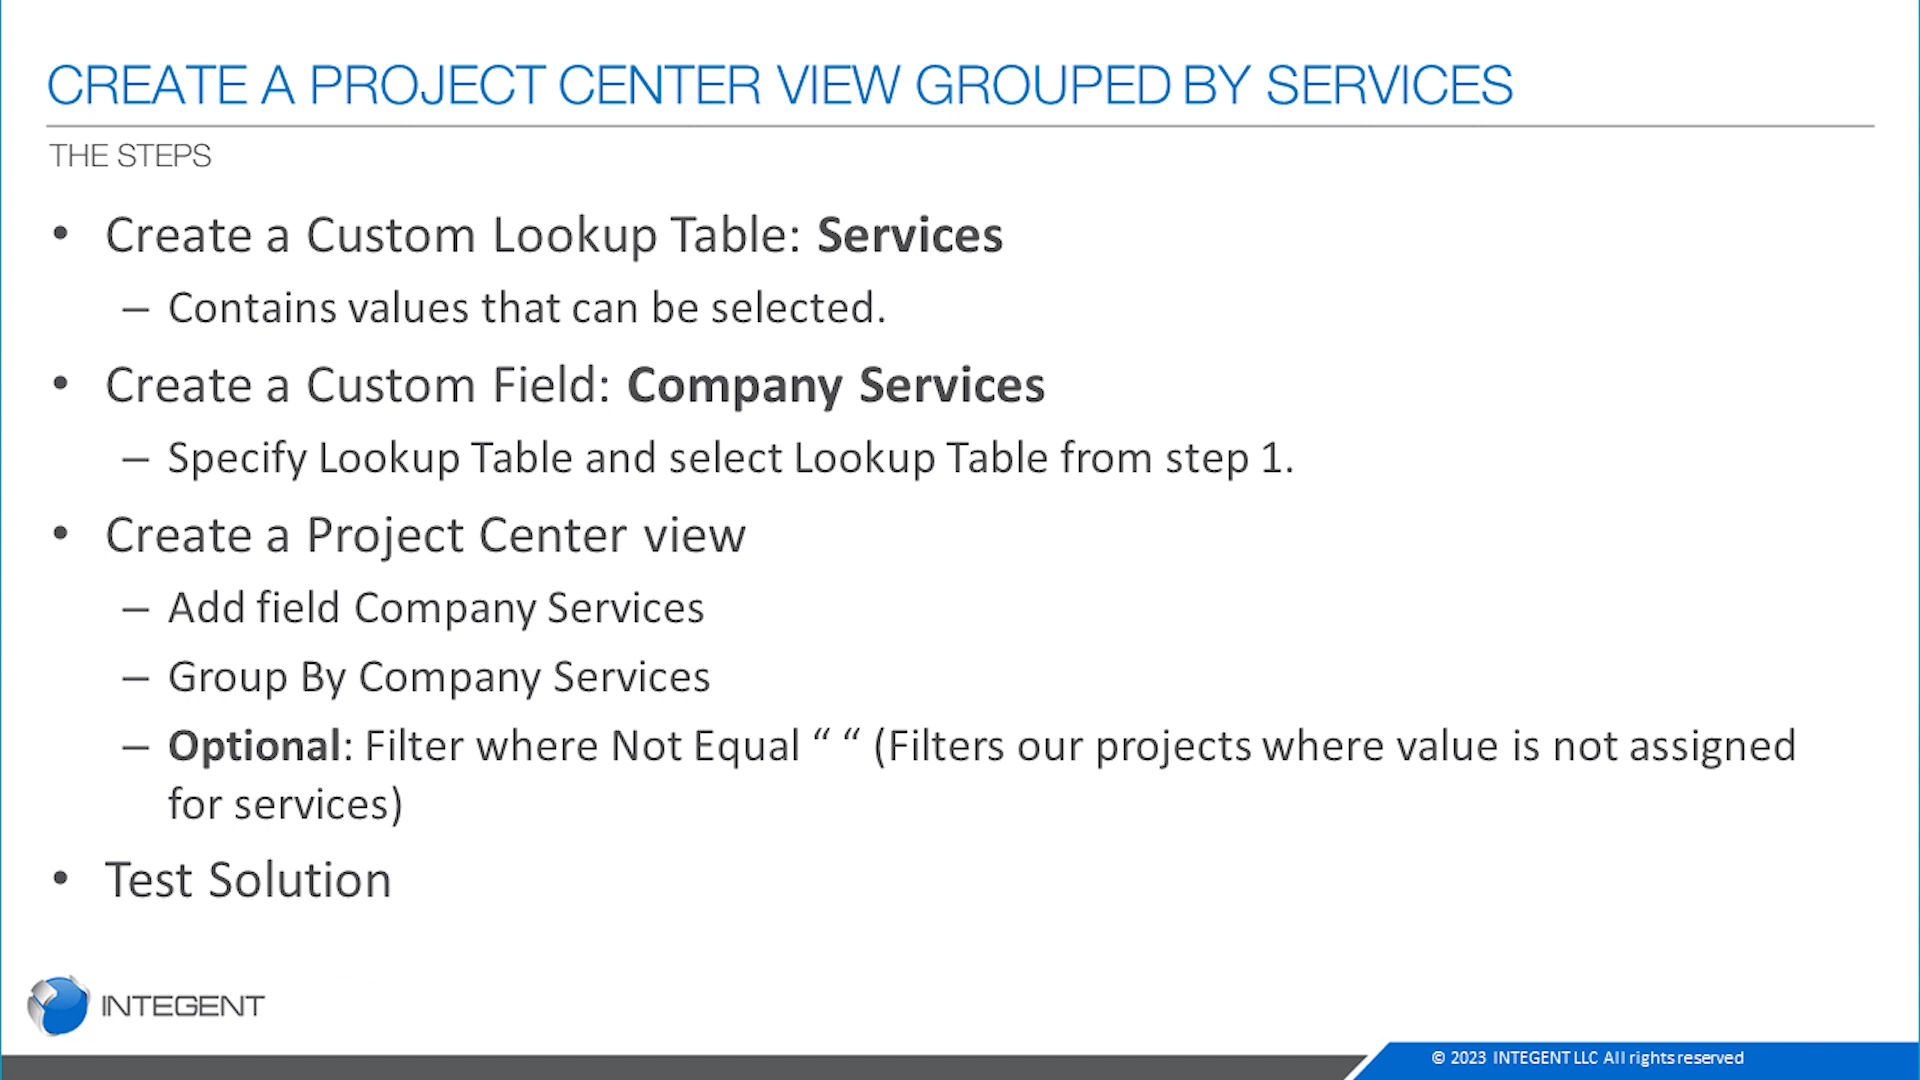 CREATE A PROJECT CENTER VIEW GROUPED BY SERVICES
THE STEPS
• Create a Custom Lookup Table: Services
– Contains values that can be selected.
• Create a Custom Field: Company Services
– Specify Lookup Table and select Lookup Table from step 1.
• Create a Project Center view
– Add field Company Services
– Group By Company Services
– Optional: Filter where Not Equal “ “ (Filters our projects where value is not assigned
for services)
• Test Solution
INTEGENT
© 2023 INTEGENT LLC All rights reserved